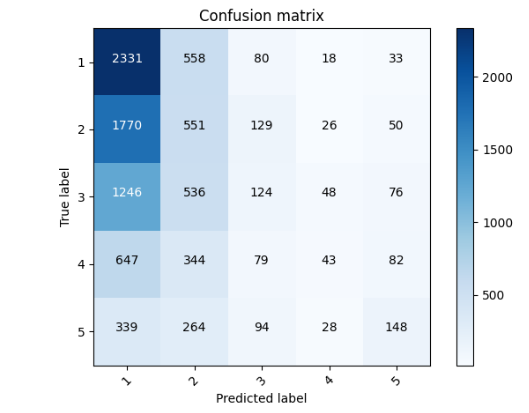 Confusion matrix
True label
1 2331 558 80 18 33
2 1770 551 129 26 50
3 1246 536 124 48 76
4 647 344 79 43 82
5 339 264 94 28 148
1 2 3 4 5
Predicted label
2000
1500
1000
500